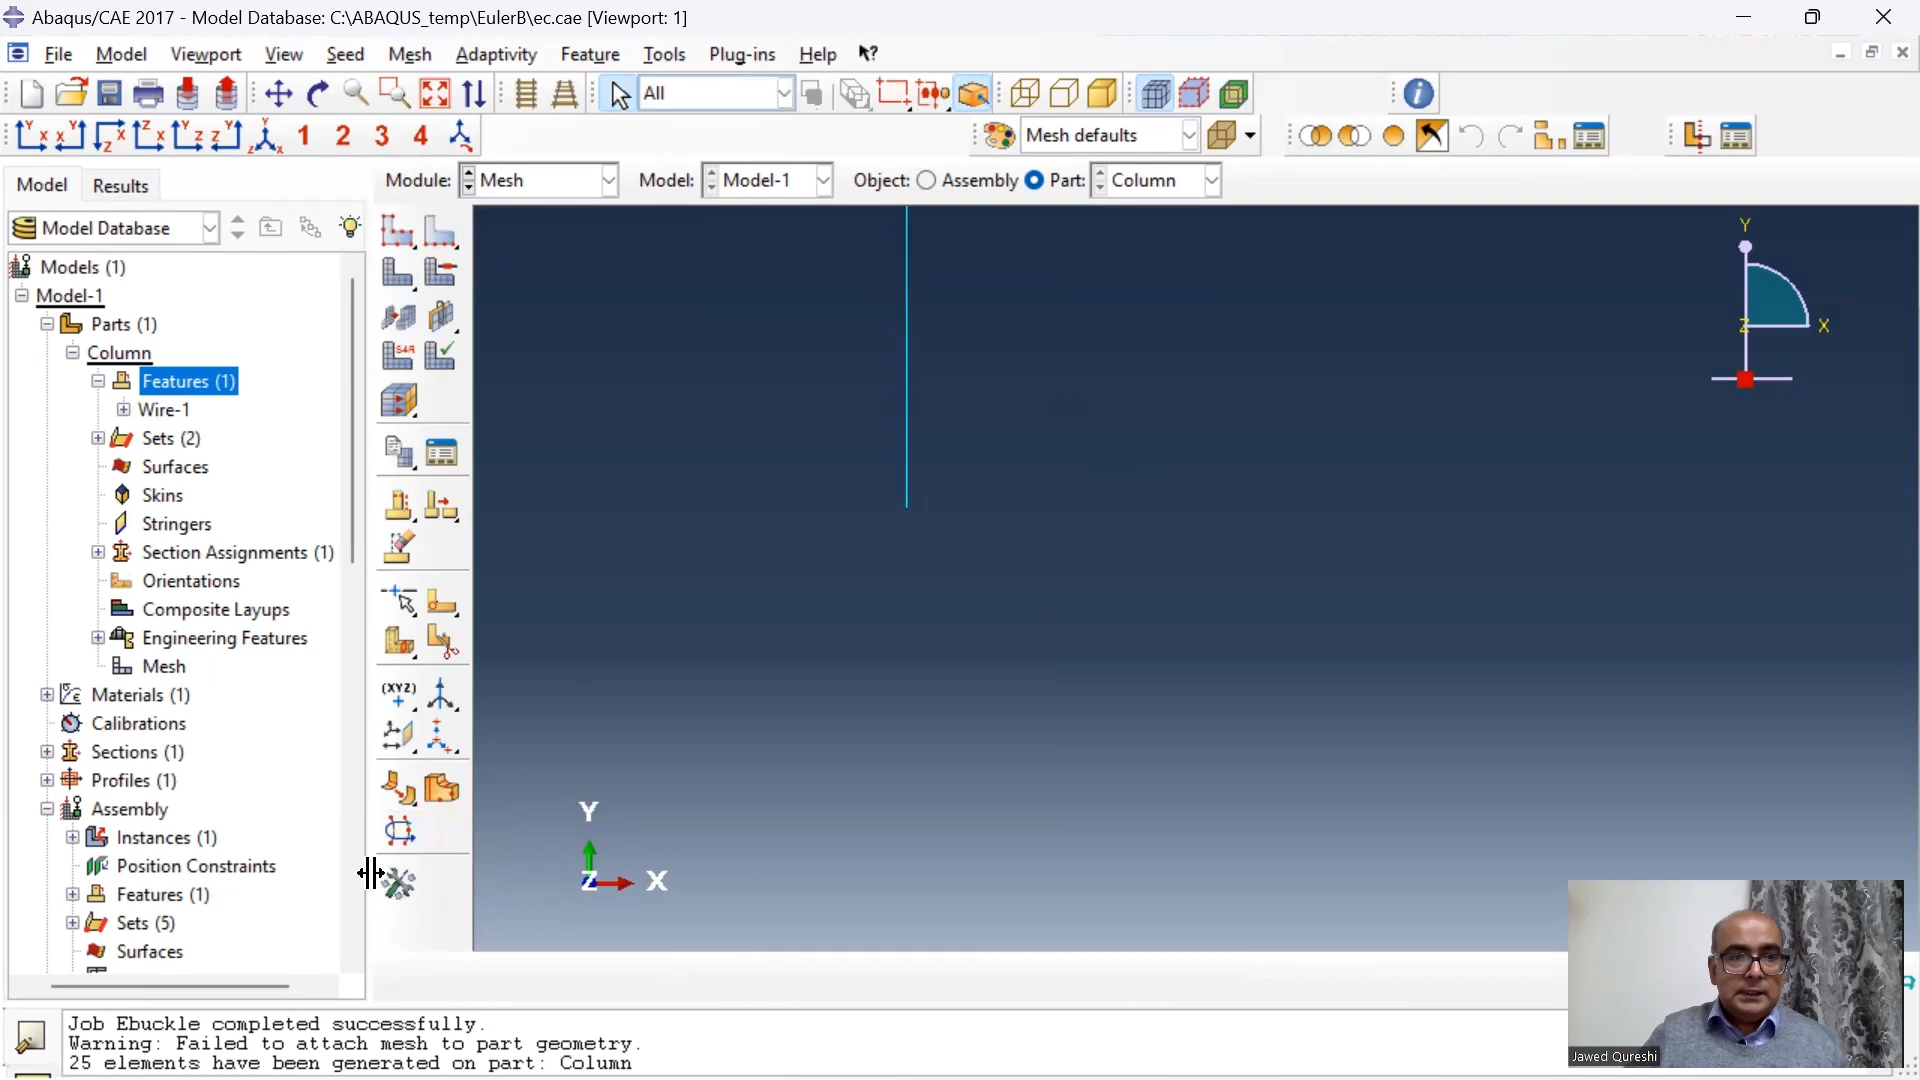 Abaqus/CAE 2017 - Model Database: C:\ABAQUS_temp\EulerB\ec.cae [Viewport: 1]
File Model Viewport View Seed Mesh Adaptivity Feature Tools Plug-ins Help
All
1 2 3 4
Mesh defaults
Model Results
Module: Mesh Model: Model-1 Object: Assembly Part: Column
Model Database
Models (1)
Model-1
Parts (1)
Column
Features (1)
Wire-1
Sets (2)
Surfaces
Skins
Stringers
Section Assignments (1)
Orientations
Composite Layups
Engineering Features
Mesh
Materials (1)
Calibrations
Sections (1)
Profiles (1)
Assembly
Instances (1)
Position Constraints
Features (1)
Sets (5)
Surfaces
S4R
(XYZ)
Y
Z X
Y
Z X
Job Ebuckle completed successfully.
Warning: Failed to attach mesh to part geometry.
25 elements have been generated on part: Column
Jawed Qureshi